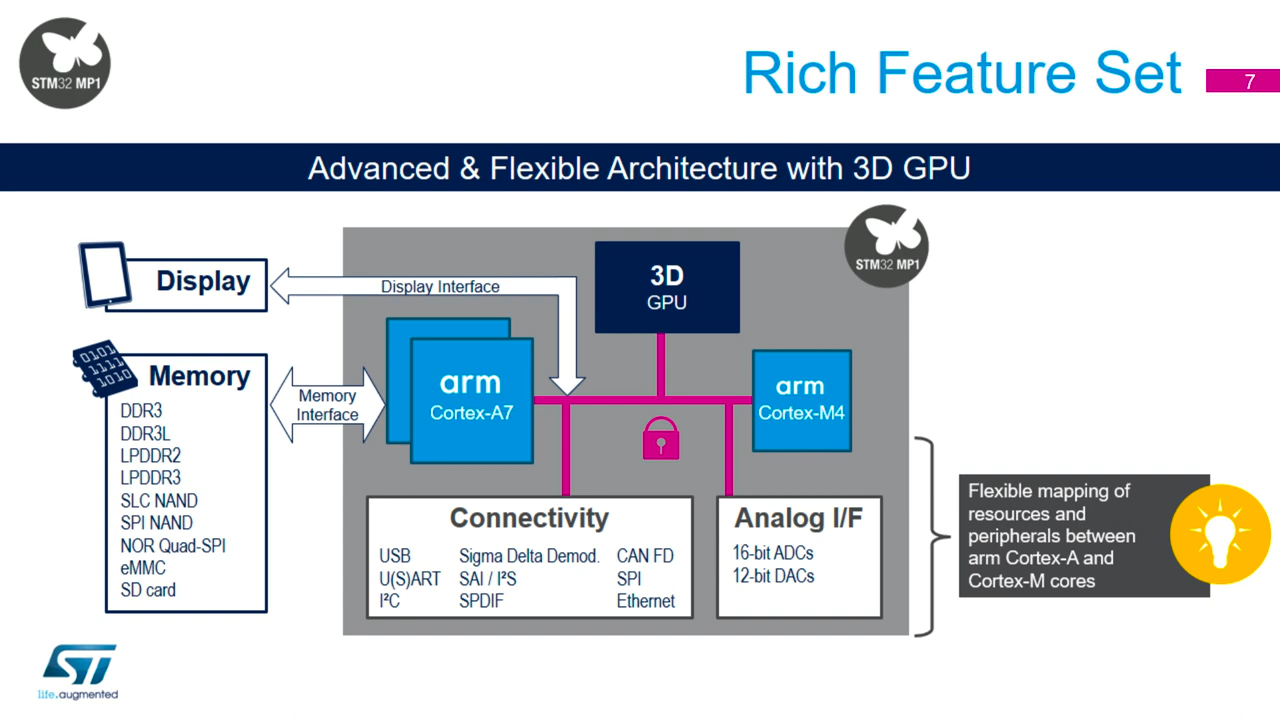 STM32 MP1
Rich Feature Set
7
Advanced & Flexible Architecture with 3D GPU
STM32 MP1
Display
Display Interface
3D
GPU
0101
1111
1010
Memory
DDR3
DDR3L
LPDDR2
LPDDR3
SLC NAND
SPI NAND
NOR Quad-SPI
eMMC
SD card
Memory
Interface
arm
Cortex-A7
arm
Cortex-M4
Connectivity
USB Sigma Delta Demod. CAN FD
U(S)ART SAI / I²S SPI
I²C SPDIF Ethernet
Analog I/F
16-bit ADCs
12-bit DACs
Flexible mapping of
resources and
peripherals between
arm Cortex-A and
Cortex-M cores
ST
life.augmented